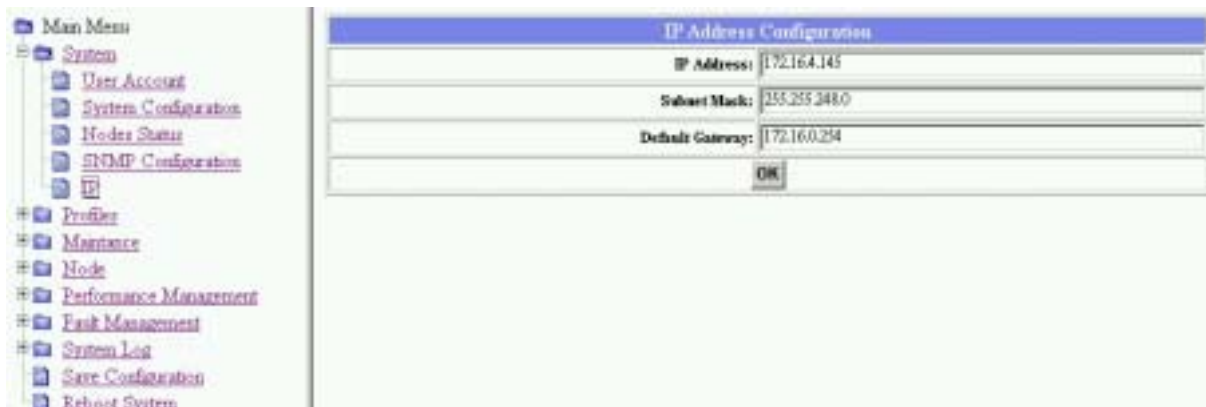 Main Menu
System
User Account
System Configuration
Nodes Status
SNMP Configuration
IP
Profiles
Maintance
Node
Performance Management
Fault Management
System Log
Save Configuration
Reboot System
IP Address Configuration
IP Address: 172.16.4.145
Subnet Mask: 255.255.248.0
Default Gateway: 172.16.0.254
OK